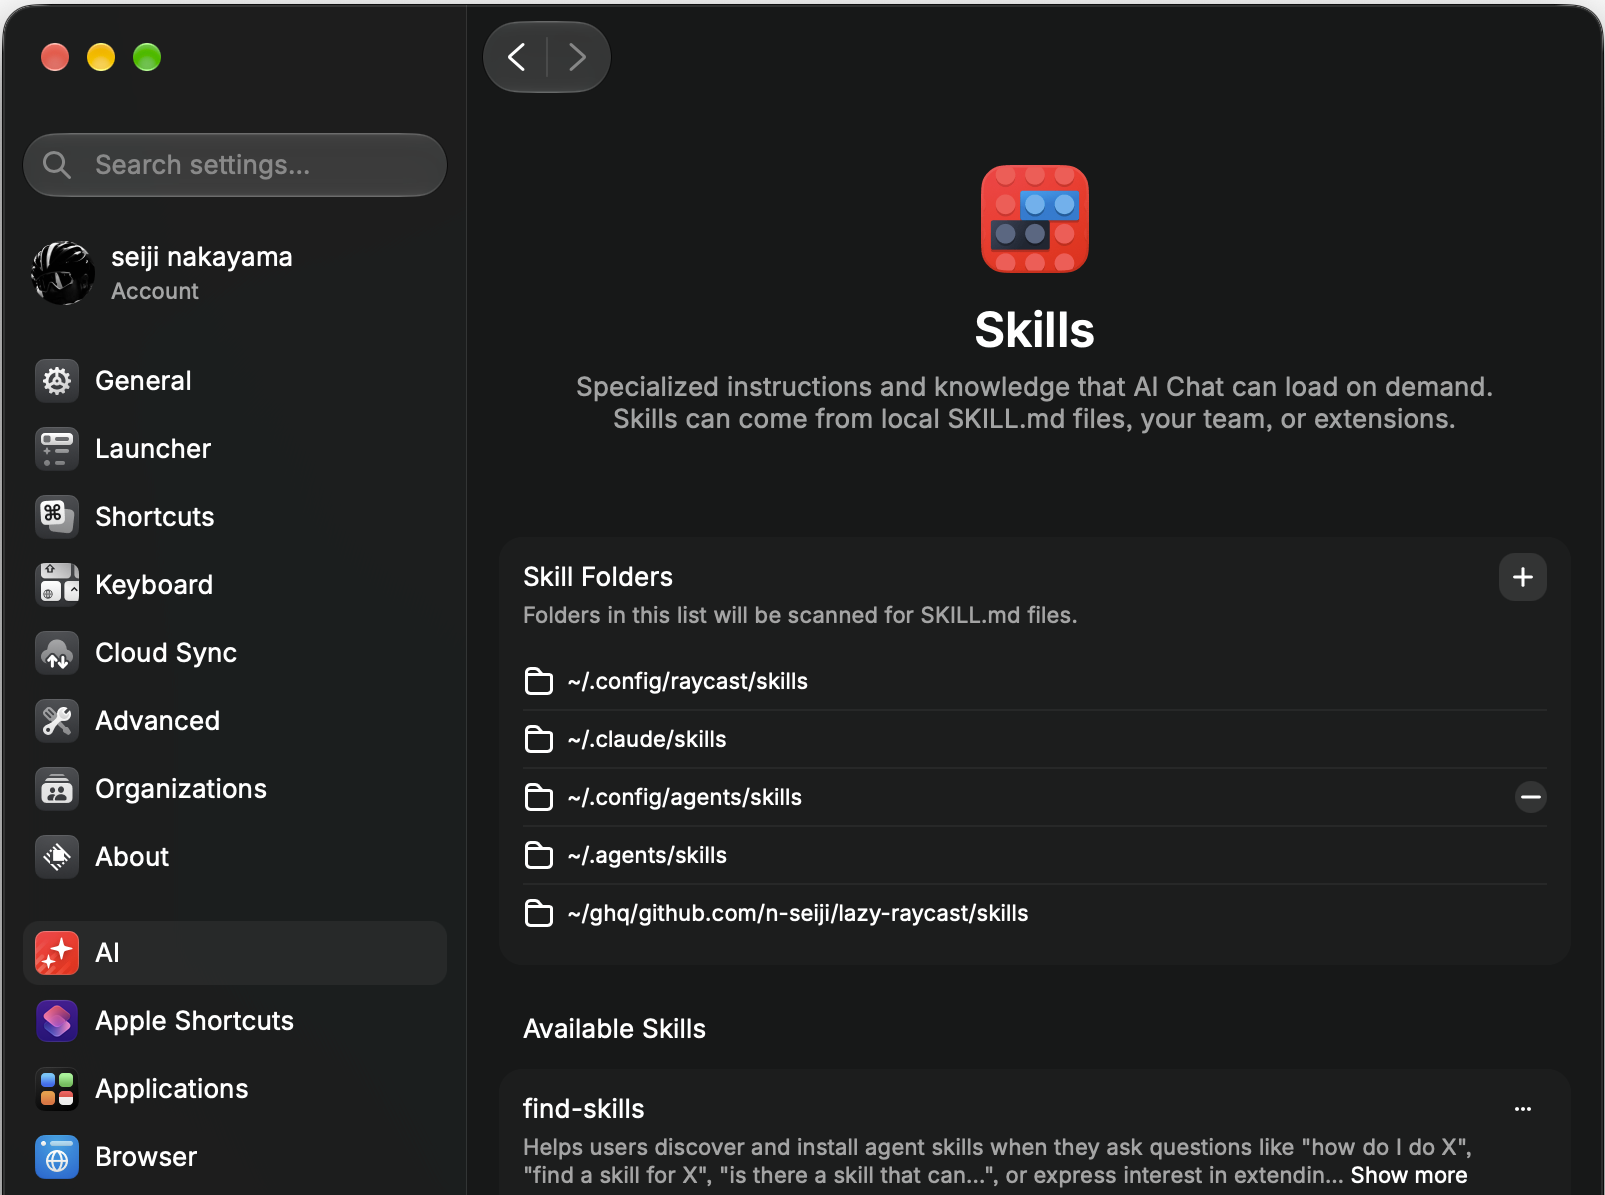 Search settings...
seiji nakayama
Account
General
Launcher
Shortcuts
Keyboard
Cloud Sync
Advanced
Organizations
About
AI
Apple Shortcuts
Applications
Browser
Skills
Specialized instructions and knowledge that AI Chat can load on demand.
Skills can come from local SKILL.md files, your team, or extensions.
Skill Folders
Folders in this list will be scanned for SKILL.md files.
~/.config/raycast/skills
~/.claude/skills
~/.config/agents/skills
~/.agents/skills
~/ghq/github.com/n-seiji/lazy-raycast/skills
Available Skills
find-skills
Helps users discover and install agent skills when they ask questions like "how do I do X",
"find a skill for X", "is there a skill that can...", or express interest in extendin... Show more